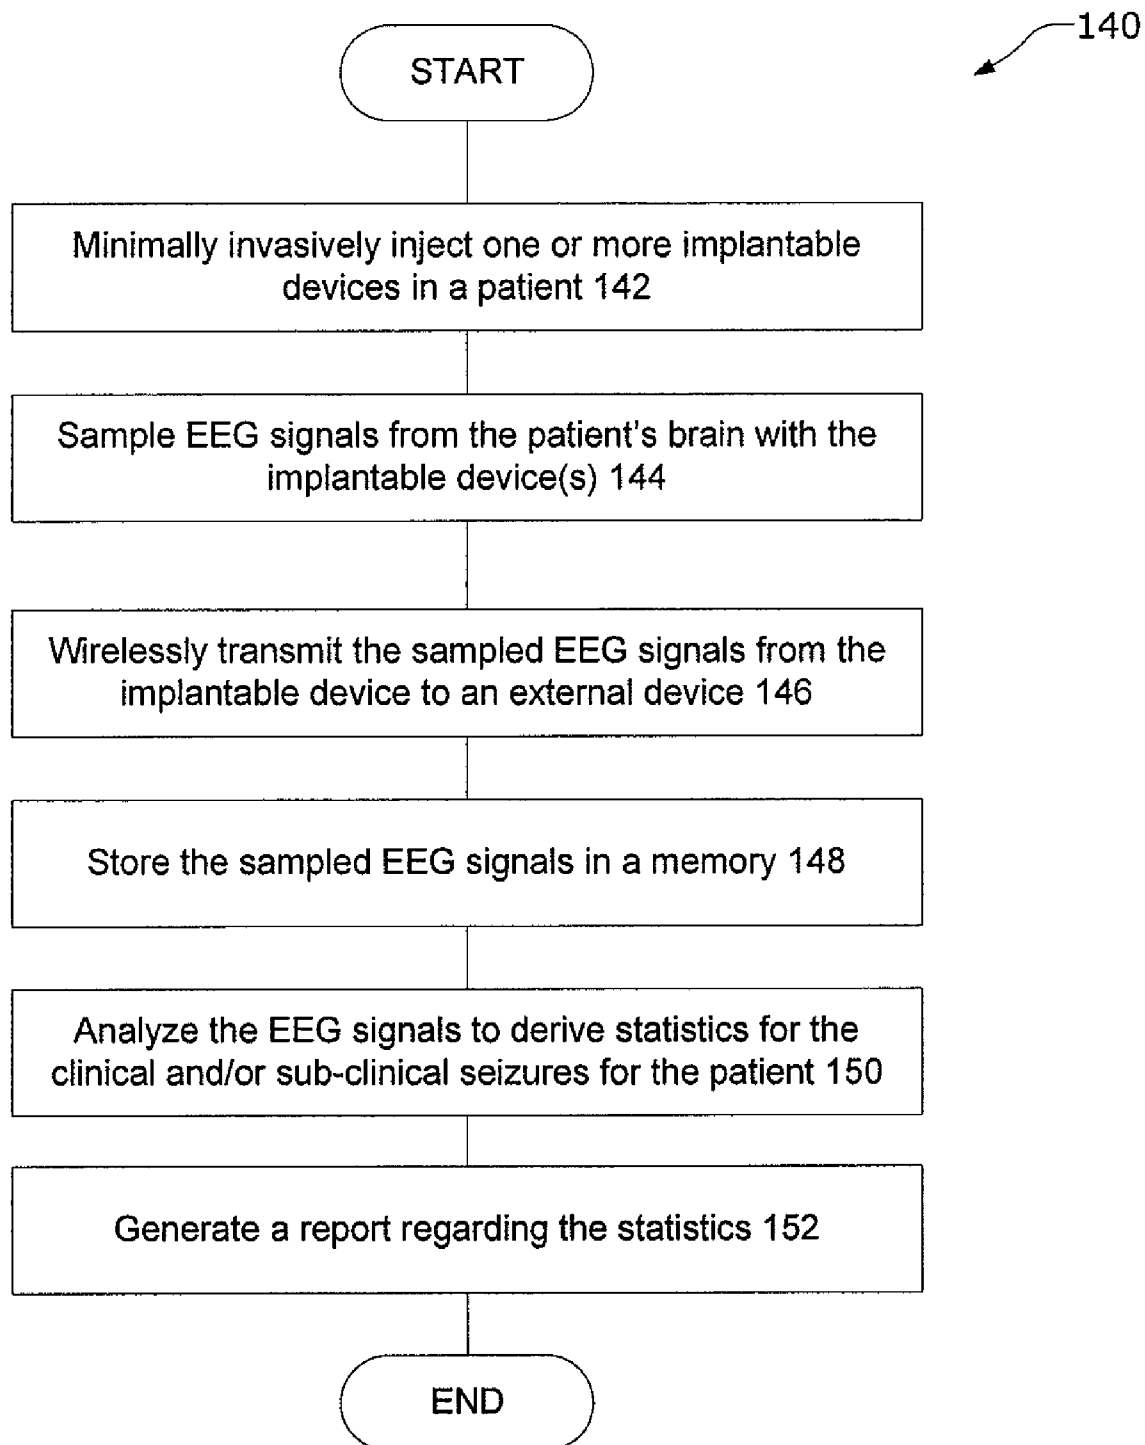 140
START
Minimally invasively inject one or more implantable
devices in a patient 142
Sample EEG signals from the patient's brain with the
implantable device(s) 144
Wirelessly transmit the sampled EEG signals from the
implantable device to an external device 146
Store the sampled EEG signals in a memory 148
Analyze the EEG signals to derive statistics for the
clinical and/or sub-clinical seizures for the patient 150
Generate a report regarding the statistics 152
END